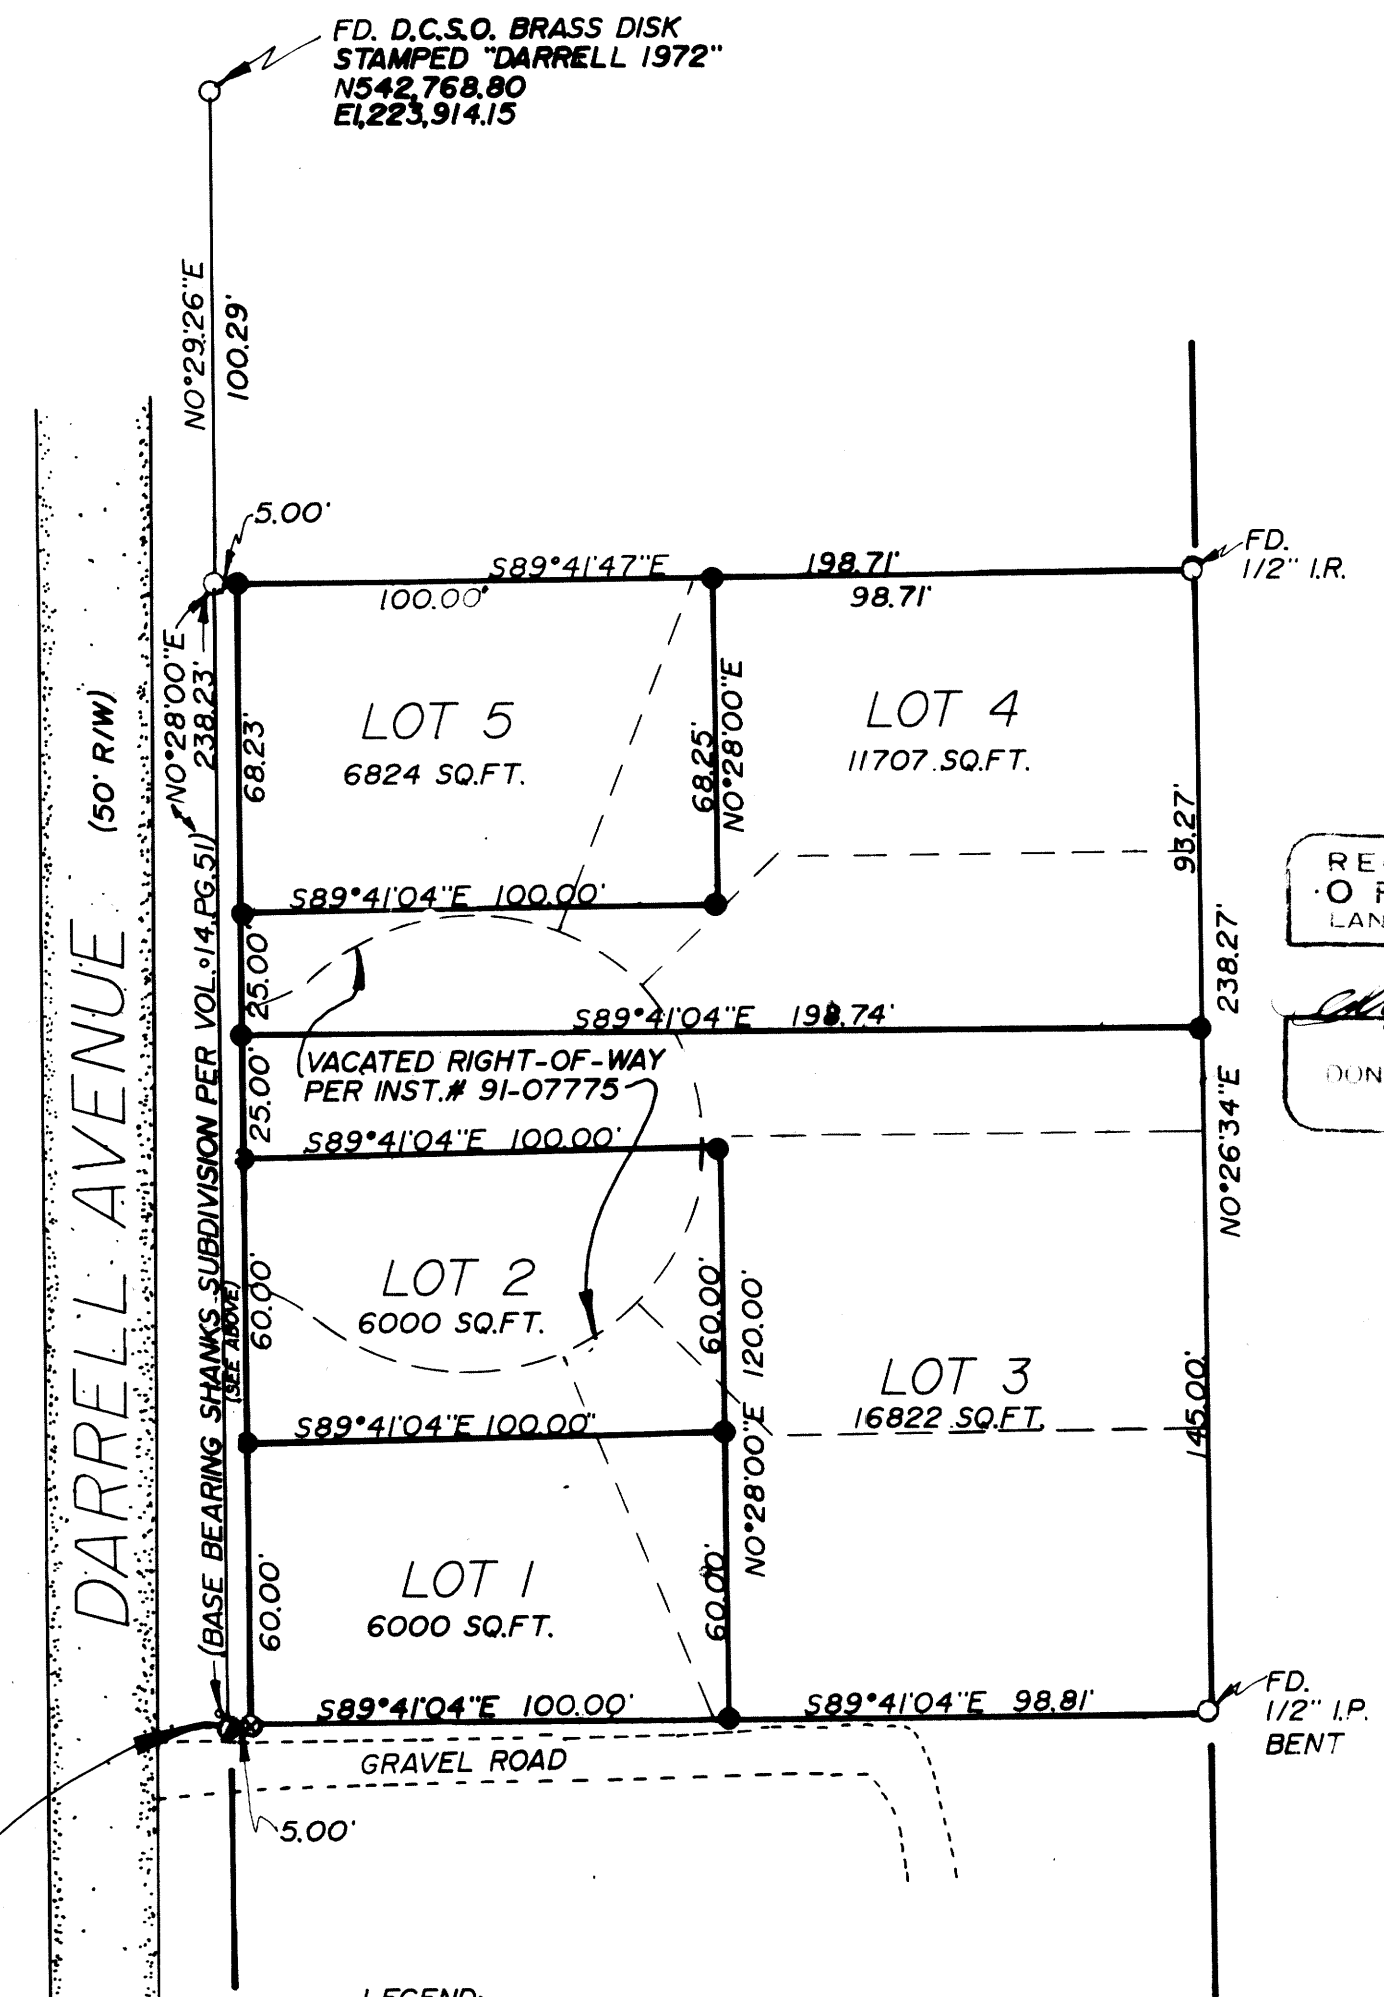 FD. D.C.S.O. BRASS DISK
STAMPED "DARRELL 1972"
N542,768.80
E1,223,914.15
N0°29'26"E
100.29'
5.00'
S89°41'47"E
198.71'
100.00'
98.71'
FD.
1/2" I.R.
N0°28'00"E
238.23'
68.23'
LOT 5
6824 SQ.FT.
68.25'
N0°28'00"E
LOT 4
11707 SQ.FT.
93.27'
(50' R/W)
DARRELL AVENUE
(BASE BEARING SHANKS SUBDIVISION PER VOL. 14, PG. 51)
(SEE ABOVE)
S89°41'04"E 100.00'
25.00'
S89°41'04"E 198.74'
238.27'
N0°26'34"E
VACATED RIGHT-OF-WAY
PER INST.# 91-07775
25.00'
S89°41'04"E 100.00'
60.00'
LOT 2
6000 SQ.FT.
60.00'
N0°28'00"E 120.00'
LOT 3
16822 SQ.FT.
145.00'
S89°41'04"E 100.00'
60.00'
LOT 1
6000 SQ.FT.
60.00'
S89°41'04"E 100.00'
S89°41'04"E 98.81'
FD.
1/2" I.P.
BENT
GRAVEL ROAD
5.00'
LEGEND: